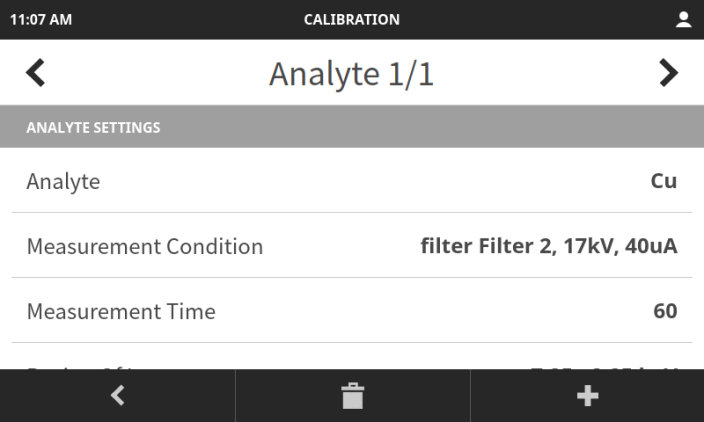 11:07 AM CALIBRATION
Analyte 1/1
ANALYTE SETTINGS
Analyte Cu
Measurement Condition filter Filter 2, 17kV, 40uA
Measurement Time 60